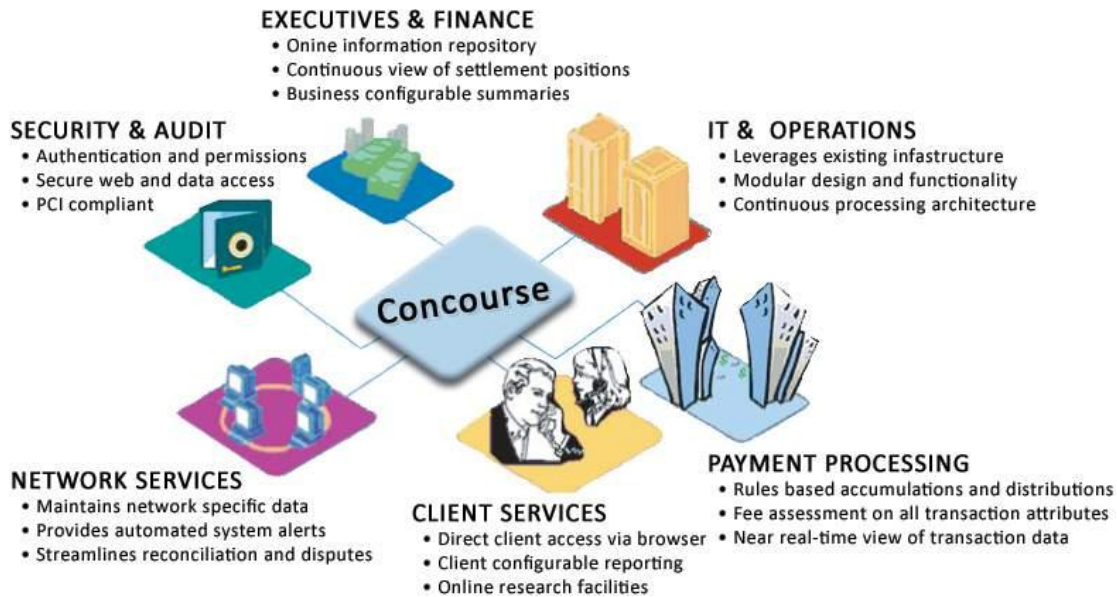 EXECUTIVES & FINANCE
• Onine information repository
• Continuous view of settlement positions
• Business configurable summaries
SECURITY & AUDIT
• Authentication and permissions
• Secure web and data access
• PCI compliant
IT & OPERATIONS
• Leverages existing infastructure
• Modular design and functionality
• Continuous processing architecture
Concourse
NETWORK SERVICES
• Maintains network specific data
• Provides automated system alerts
• Streamlines reconciliation and disputes
CLIENT SERVICES
• Direct client access via browser
• Client configurable reporting
• Online research facilities
PAYMENT PROCESSING
• Rules based accumulations and distributions
• Fee assessment on all transaction attributes
• Near real-time view of transaction data